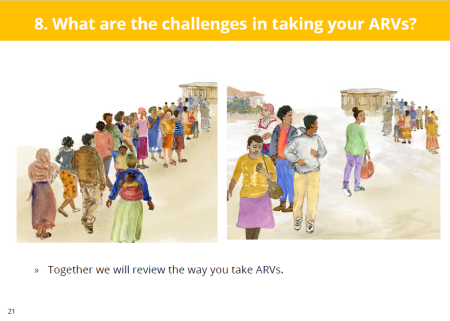 8. What are the challenges in taking your ARVs?
» Together we will review the way you take ARVs.
21